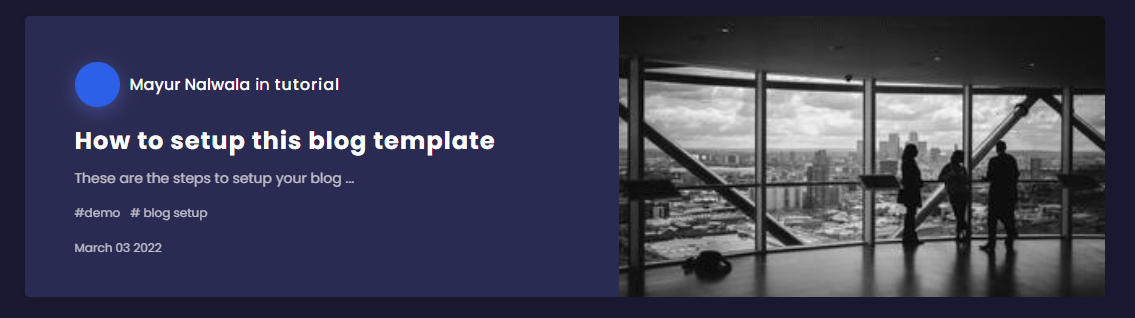 Mayur Nalwala in tutorial
How to setup this blog template
These are the steps to setup your blog ...
#demo # blog setup
March 03 2022